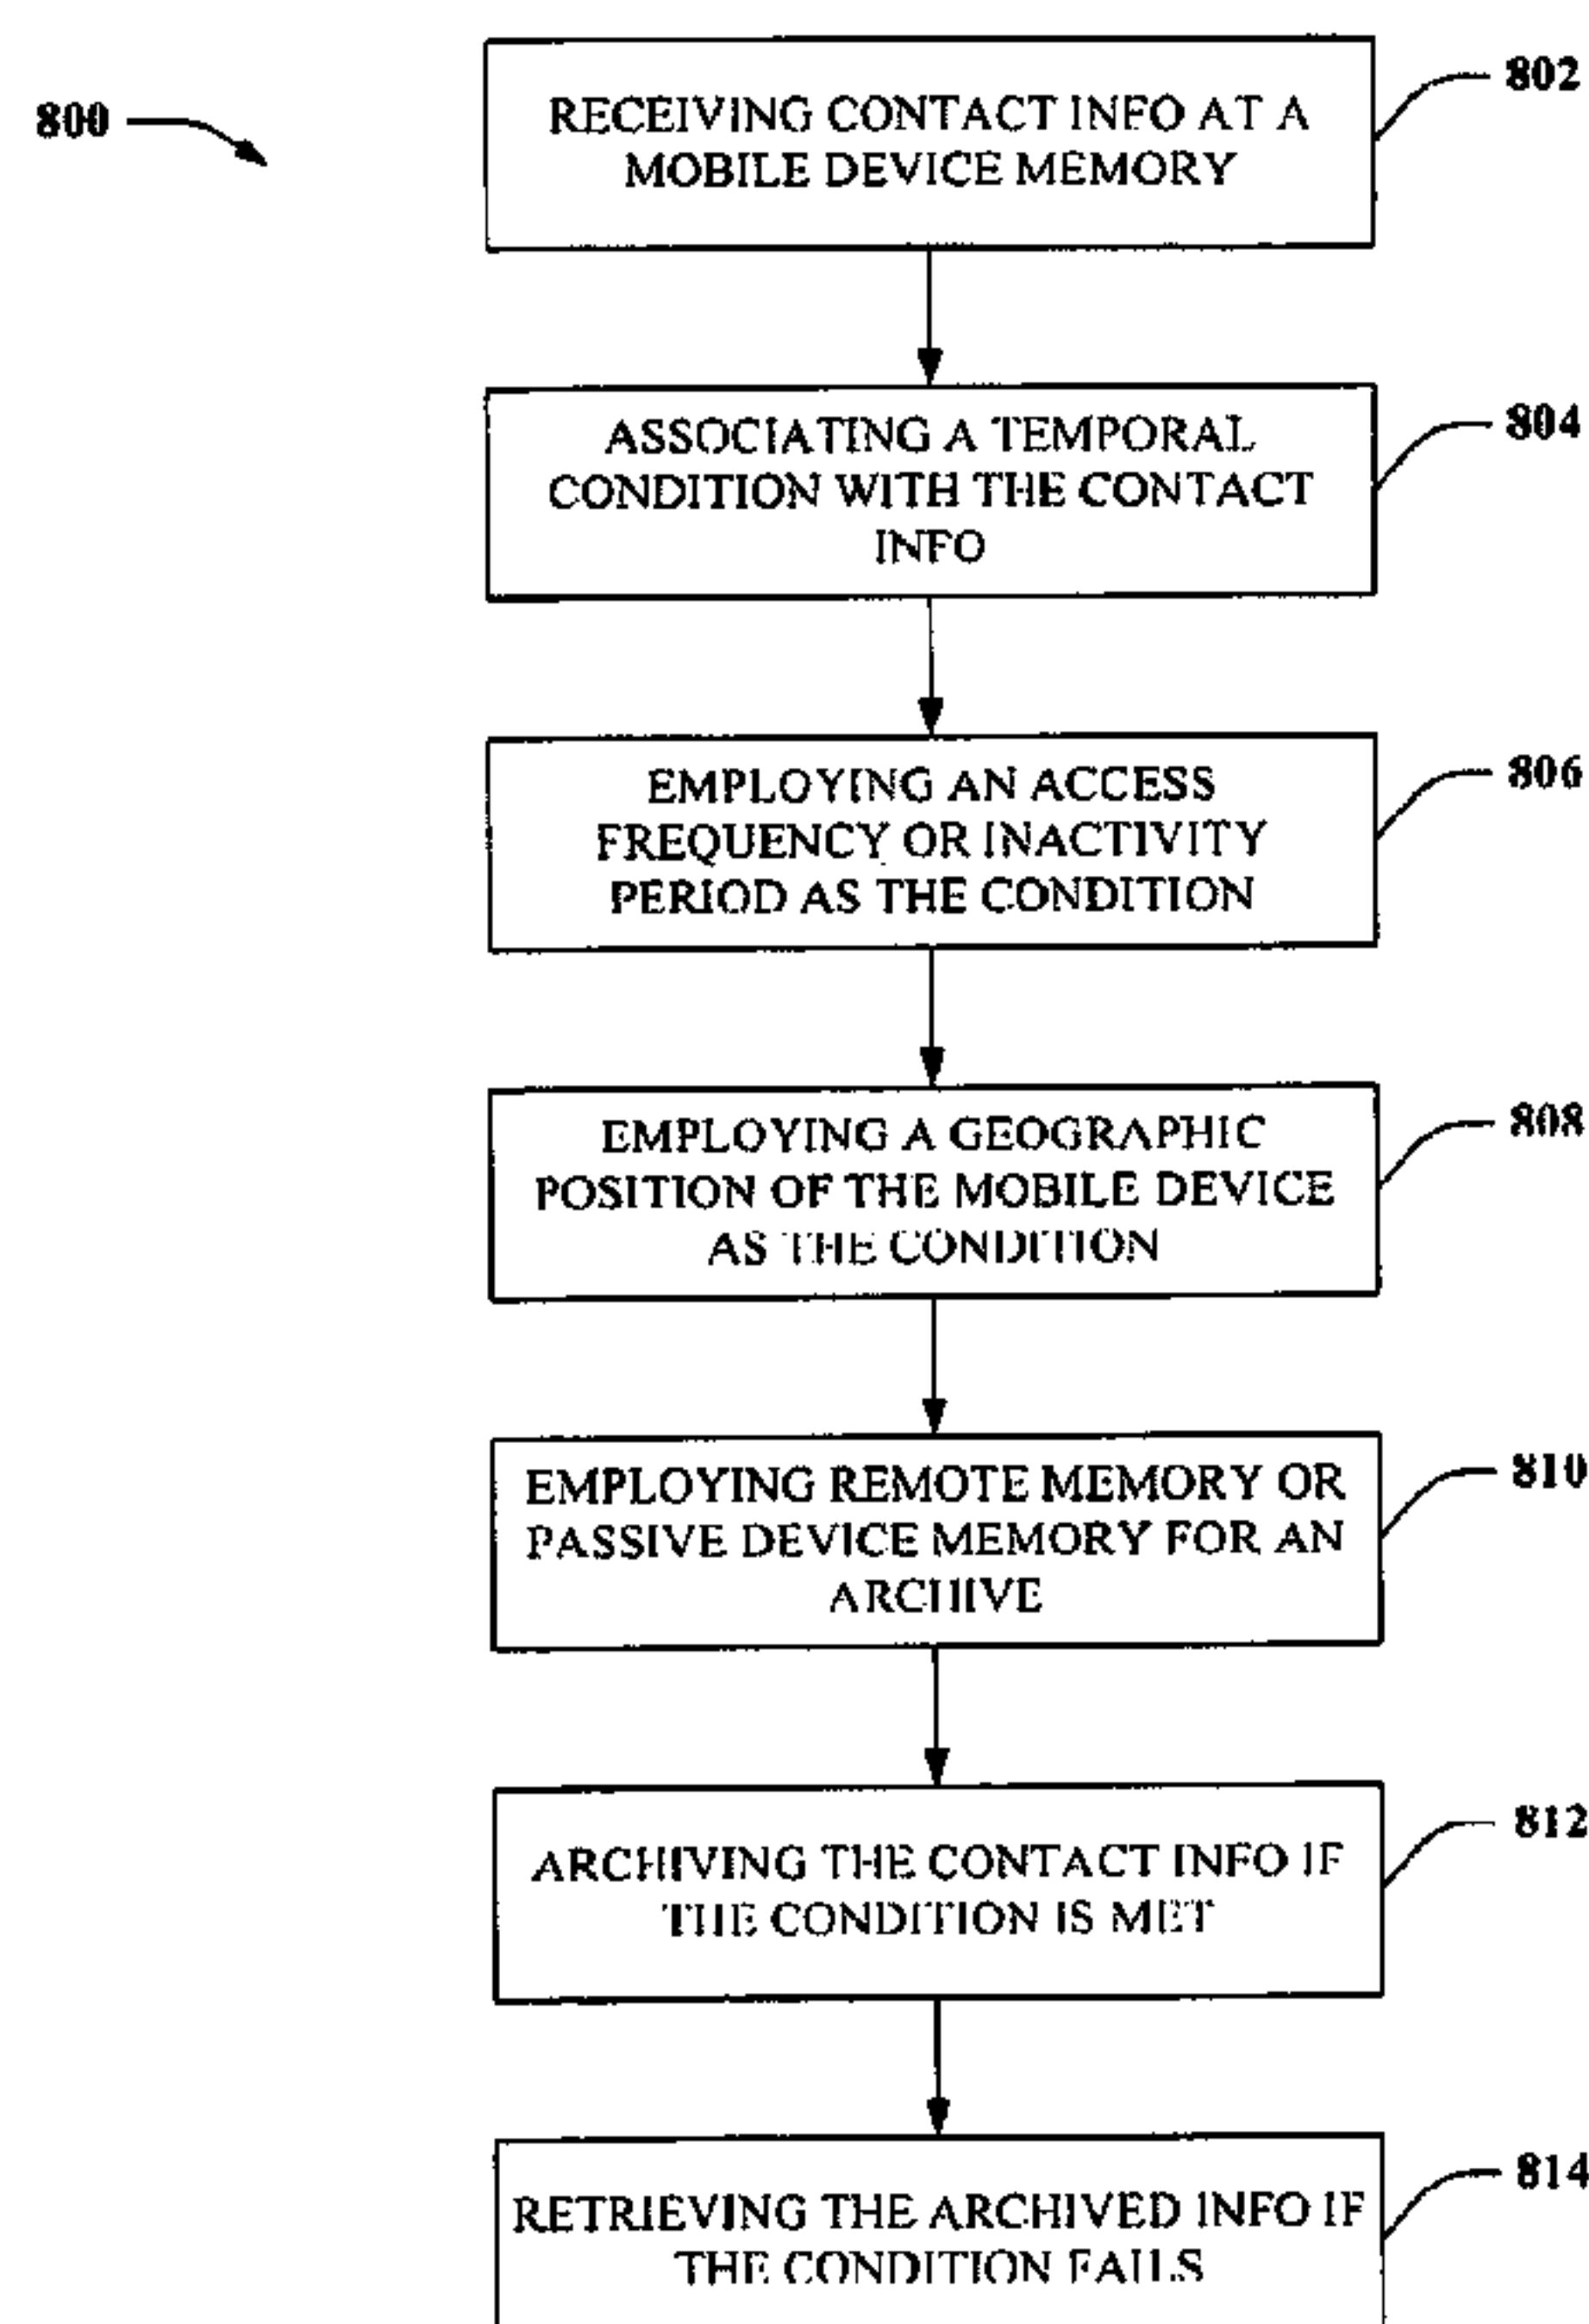 800
802
RECEIVING CONTACT INFO AT A
MOBILE DEVICE MEMORY
804
ASSOCIATING A TEMPORAL
CONDITION WITH THE CONTACT
INFO
806
EMPLOYING AN ACCESS
FREQUENCY OR INACTIVITY
PERIOD AS THE CONDITION
808
EMPLOYING A GEOGRAPHIC
POSITION OF THE MOBILE DEVICE
AS THE CONDITION
810
EMPLOYING REMOTE MEMORY OR
PASSIVE DEVICE MEMORY FOR AN
ARCHIVE
812
ARCHIVING THE CONTACT INFO IF
THE CONDITION IS MET
814
RETRIEVING THE ARCHIVED INFO IF
THE CONDITION FAILS